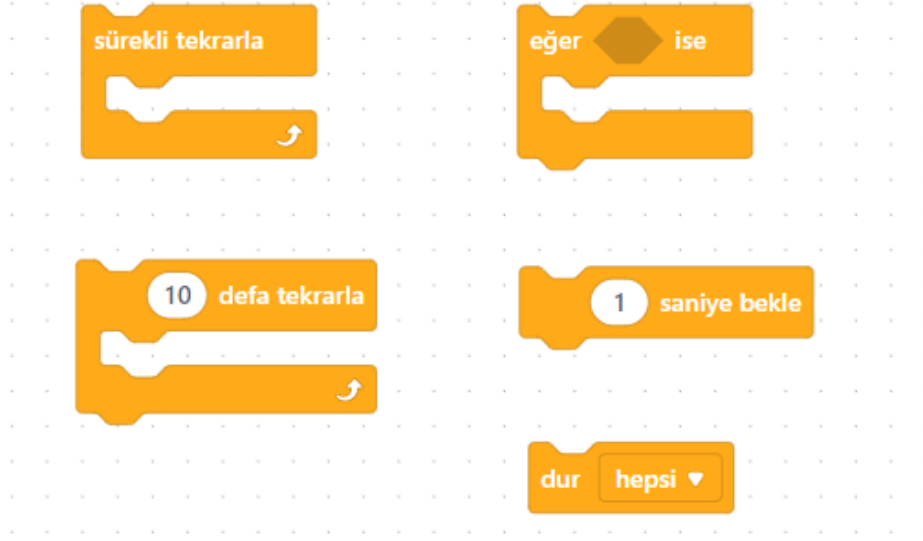 sürekli tekrarla
eğer ise
10 defa tekrarla
1 saniye bekle
dur hepsi